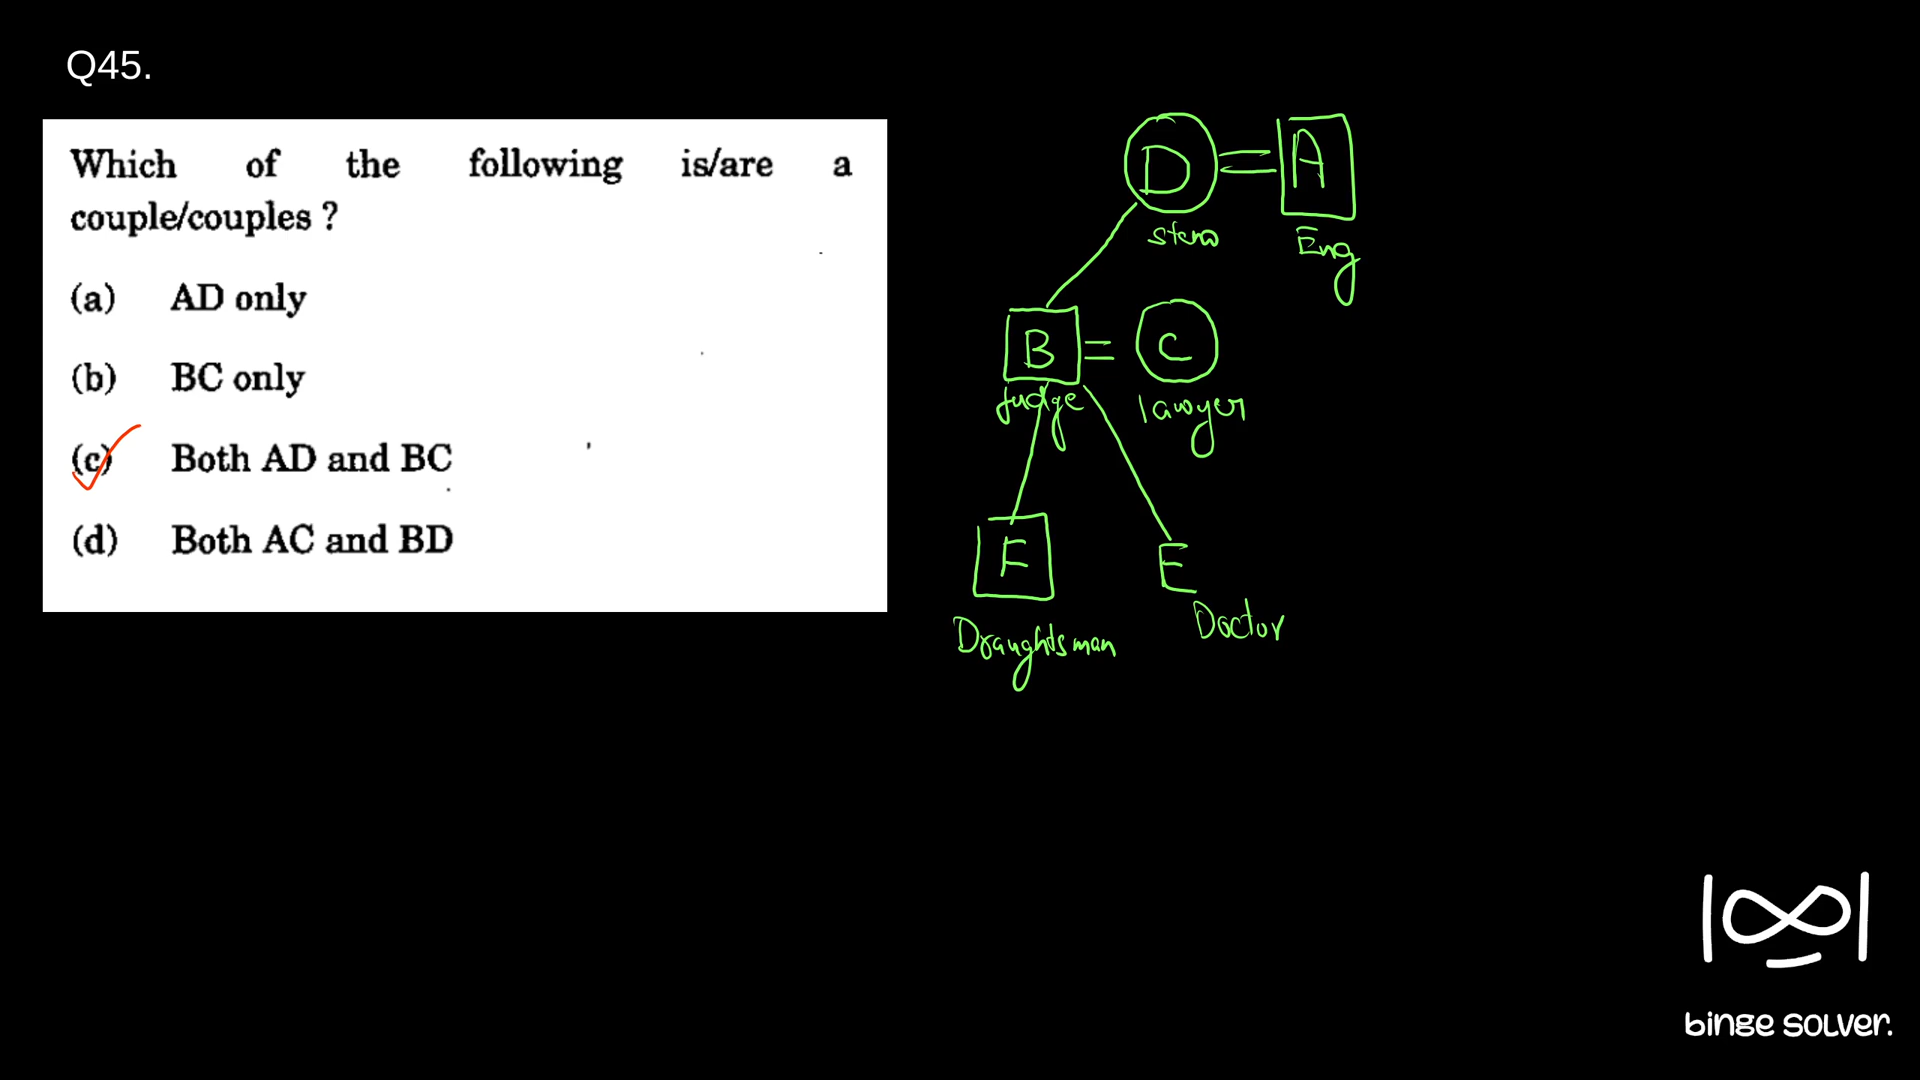 Q45.
Which of the following is/are a
couple/couples ?
(a) AD only
(b) BC only
(c) Both AD and BC
(d) Both AC and BD
D = A
steno Eng
B = C
judge lawyer
F E
Draughtsman Doctor
binge solver.